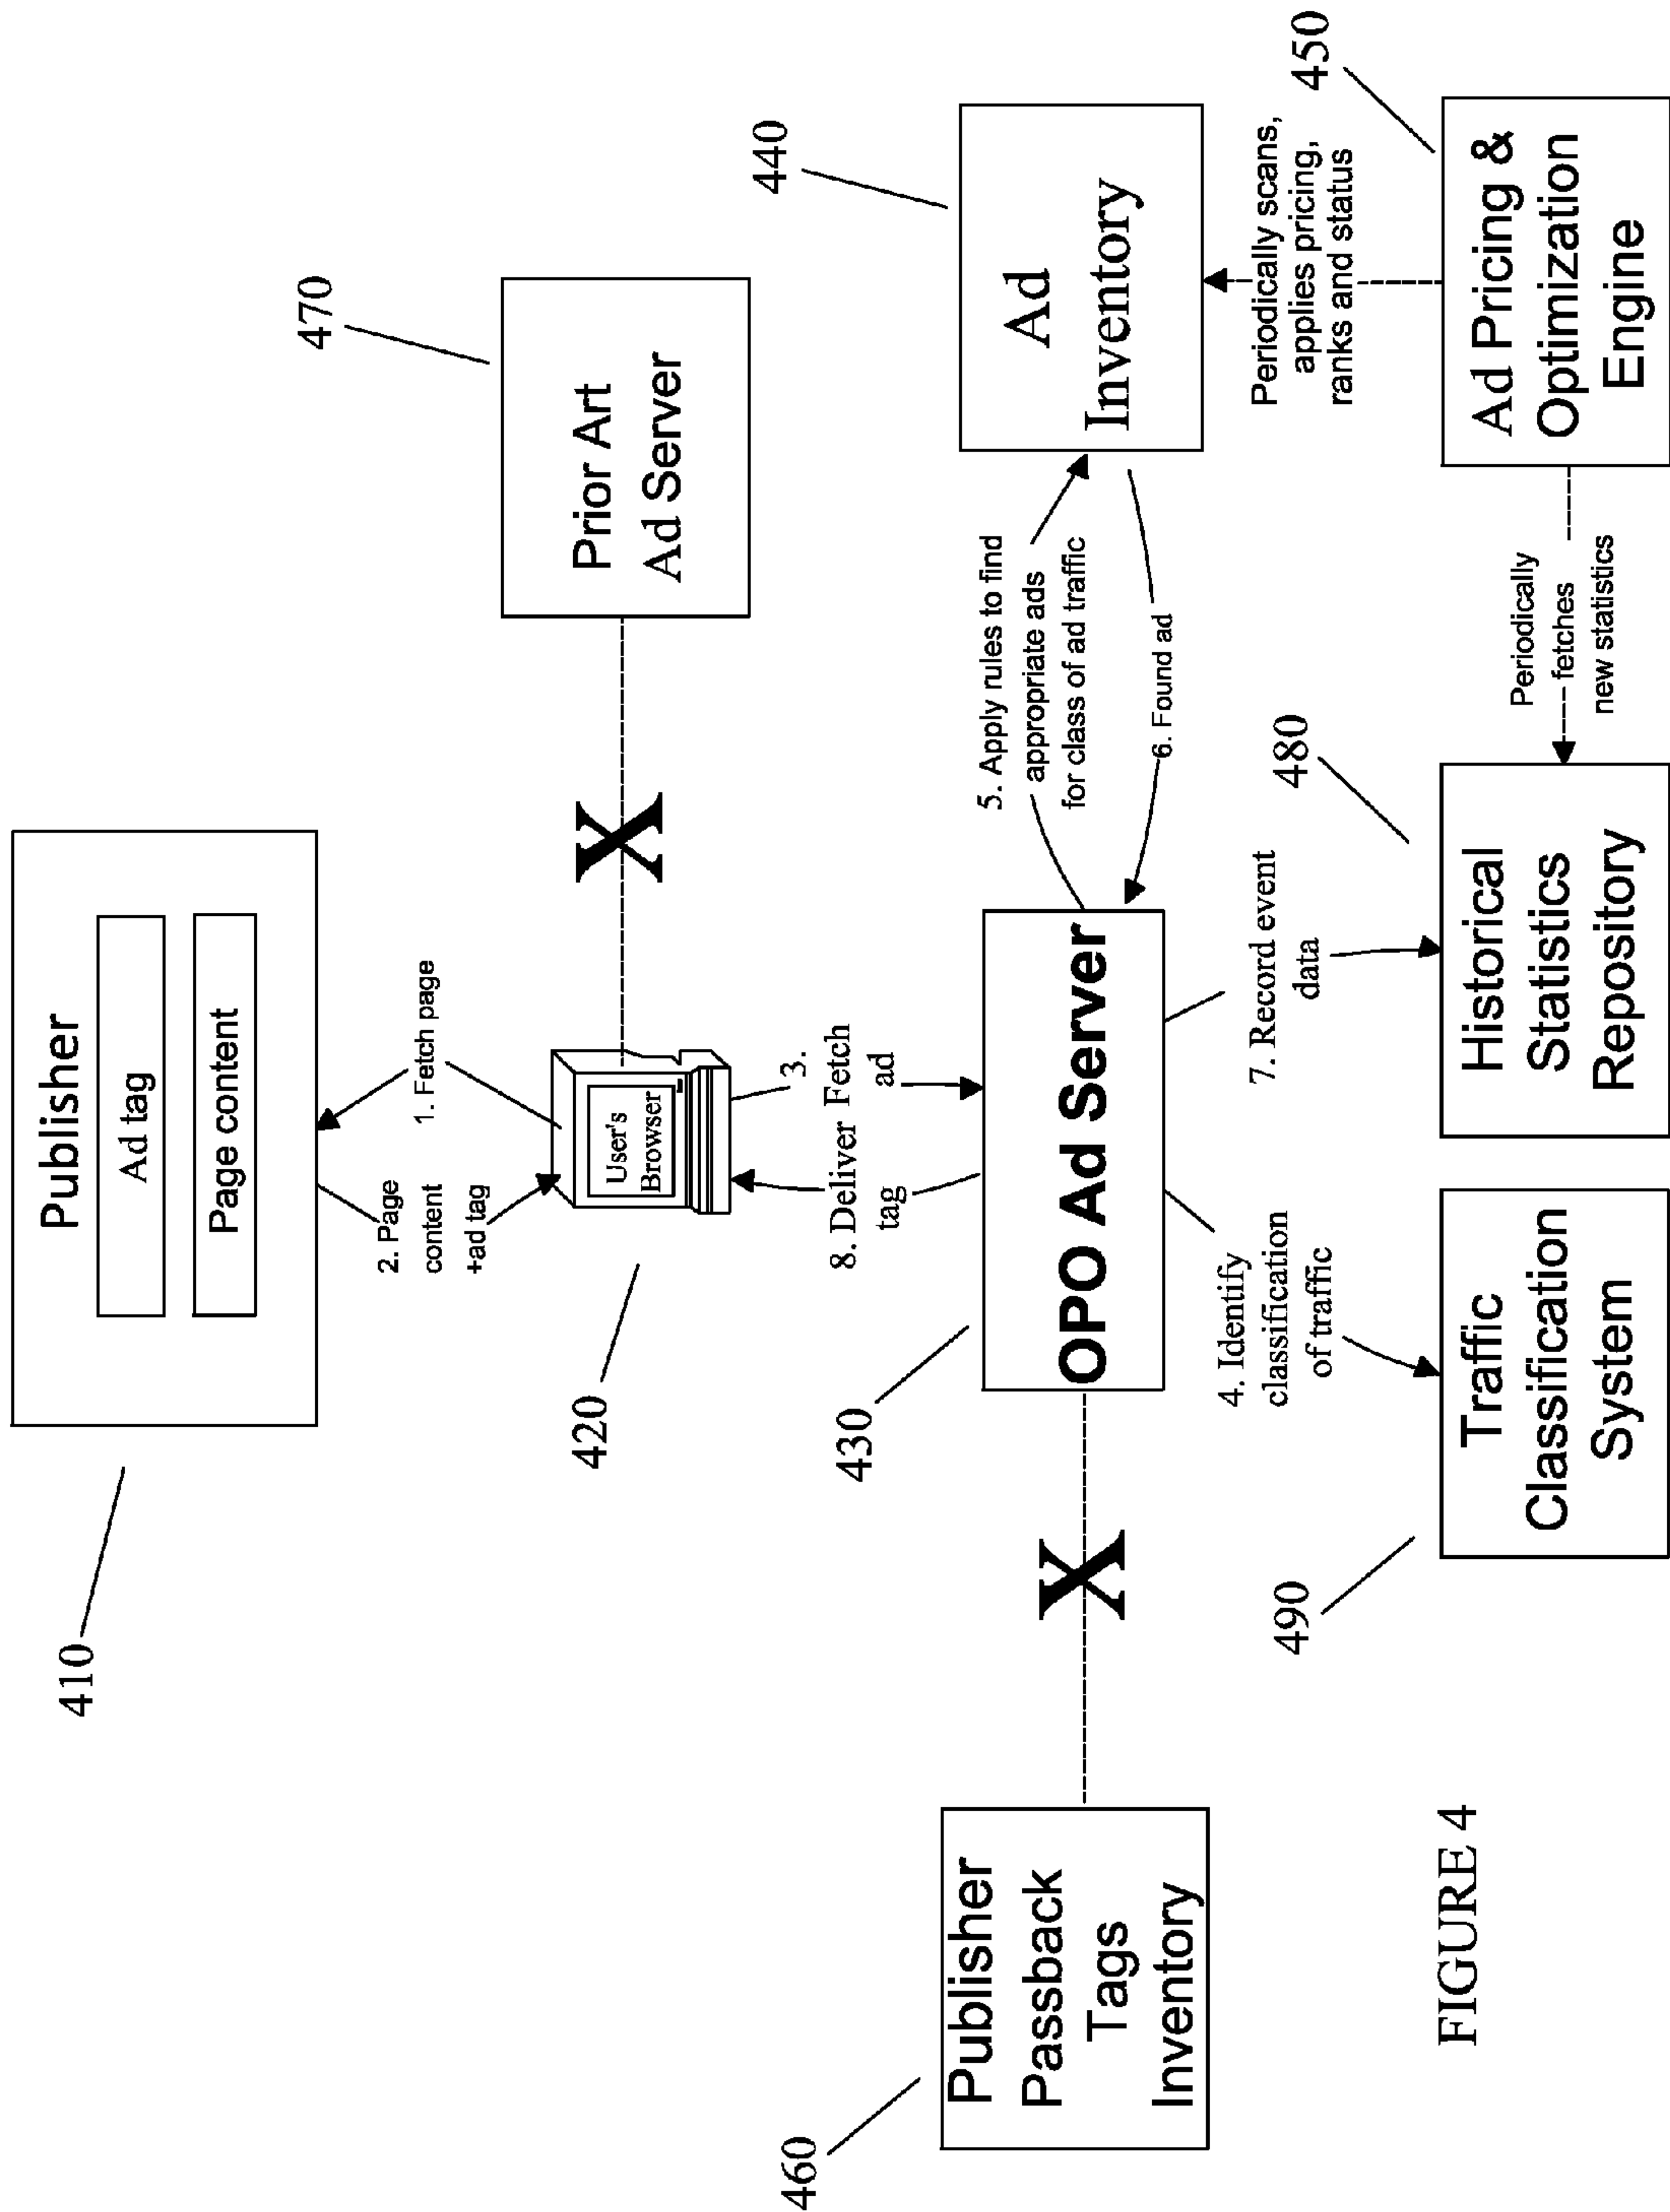 410
Publisher
Ad tag
Page content
2. Page
content
+ad tag
1. Fetch page
420
User's
Browser
X
470
Prior Art
Ad Server
8. Deliver
tag
3.
Fetch
ad
430
OPO Ad Server
5. Apply rules to find
appropriate ads
for class of ad traffic
6. Found ad
440
Ad
Inventory
460
Publisher
Passback
Tags
Inventory
X
4. Identify
classification
of traffic
7. Record event
data
Periodically scans,
applies pricing,
ranks and status
490
Traffic
Classification
System
480
Historical
Statistics
Repository
Periodically
fetches
new statistics
450
Ad Pricing &
Optimization
Engine
FIGURE 4